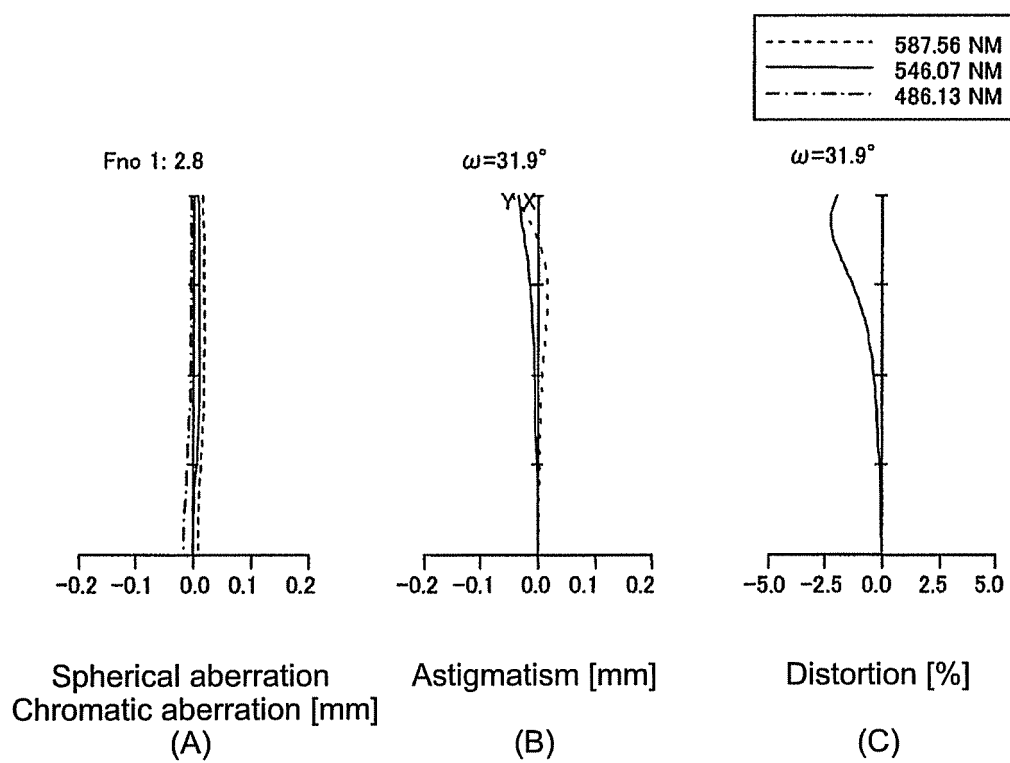 587.56 NM
546.07 NM
486.13 NM
Fno 1: 2.8
ω=31.9°
ω=31.9°
Y X
-0.2 -0.1 0.0 0.1 0.2
-0.2 -0.1 0.0 0.1 0.2
-5.0 -2.5 0.0 2.5 5.0
Spherical aberration
Chromatic aberration [mm]
Astigmatism [mm]
Distortion [%]
(A)
(B)
(C)